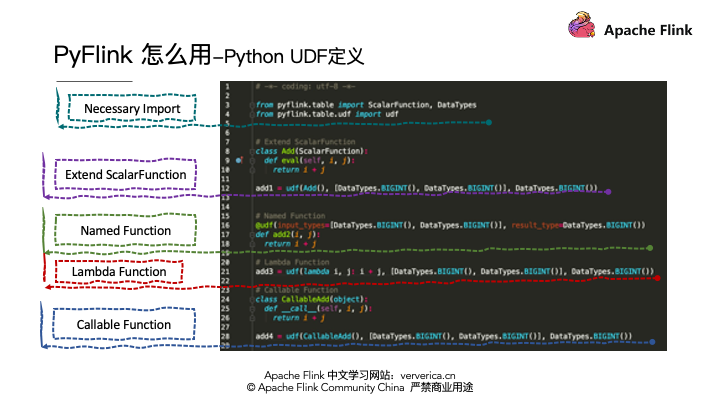 Apache Flink
PyFlink 怎么用–Python UDF定义
Necessary Import
Extend ScalarFunction
Named Function
Lambda Function
Callable Function
1 # -*- coding: utf-8 -*-
2
3 from pyflink.table import ScalarFunction, DataTypes
4 from pyflink.table.udf import udf
5
6
7 # Extend ScalarFunction
8 class Add(ScalarFunction):
9 def eval(self, i, j):
10 return i + j
11
12 add1 = udf(Add(), [DataTypes.BIGINT(), DataTypes.BIGINT()], DataTypes.BIGINT())
13
14
15 # Named Function
16 @udf(input_types=[DataTypes.BIGINT(), DataTypes.BIGINT()], result_type=DataTypes.BIGINT())
17 def add2(i, j):
18 return i + j
19
20 # Lambda Function
21 add3 = udf(lambda i, j: i + j, [DataTypes.BIGINT(), DataTypes.BIGINT()], DataTypes.BIGINT())
22
23 # Callable Function
24 class CallableAdd(object):
25 def __call__(self, i, j):
26 return i + j
27
28 add4 = udf(CallableAdd(), [DataTypes.BIGINT(), DataTypes.BIGINT()], DataTypes.BIGINT())
29
Apache Flink 中文学习网站：ververica.cn
© Apache Flink Community China 严禁商业用途